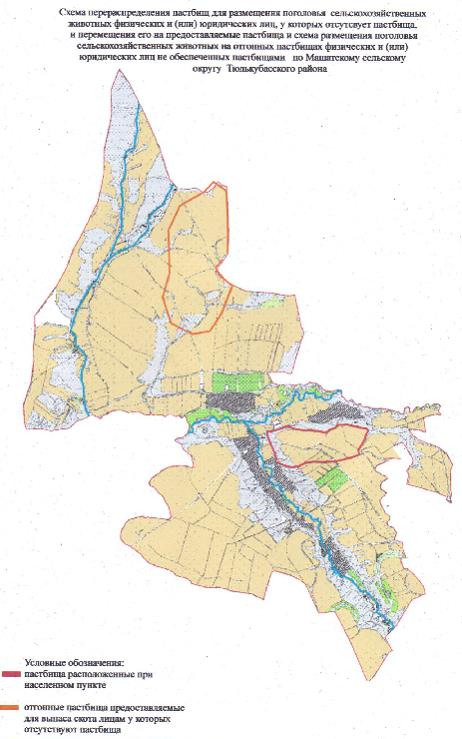 Схема перераспределения пастбищ для размещения поголовья сельскохозяйственных
животных физических и (или) юридических лиц, у которых отсутсвует пастбища,
и перемещения его на предоставляемые пастбища и схема размещения поголовья
сельскохозяйственных животных на отгонных пастбищах физических и (или)
юридических лиц не обеспеченных пастбищами по Машатскому сельскому
округу Тюлькубасского района
Условные обозначения:
пастбища расположенные при
населенном пункте
отгонные пастбища предоставляемые
для выпаса скота лицам у которых
отсутствуют пастбища